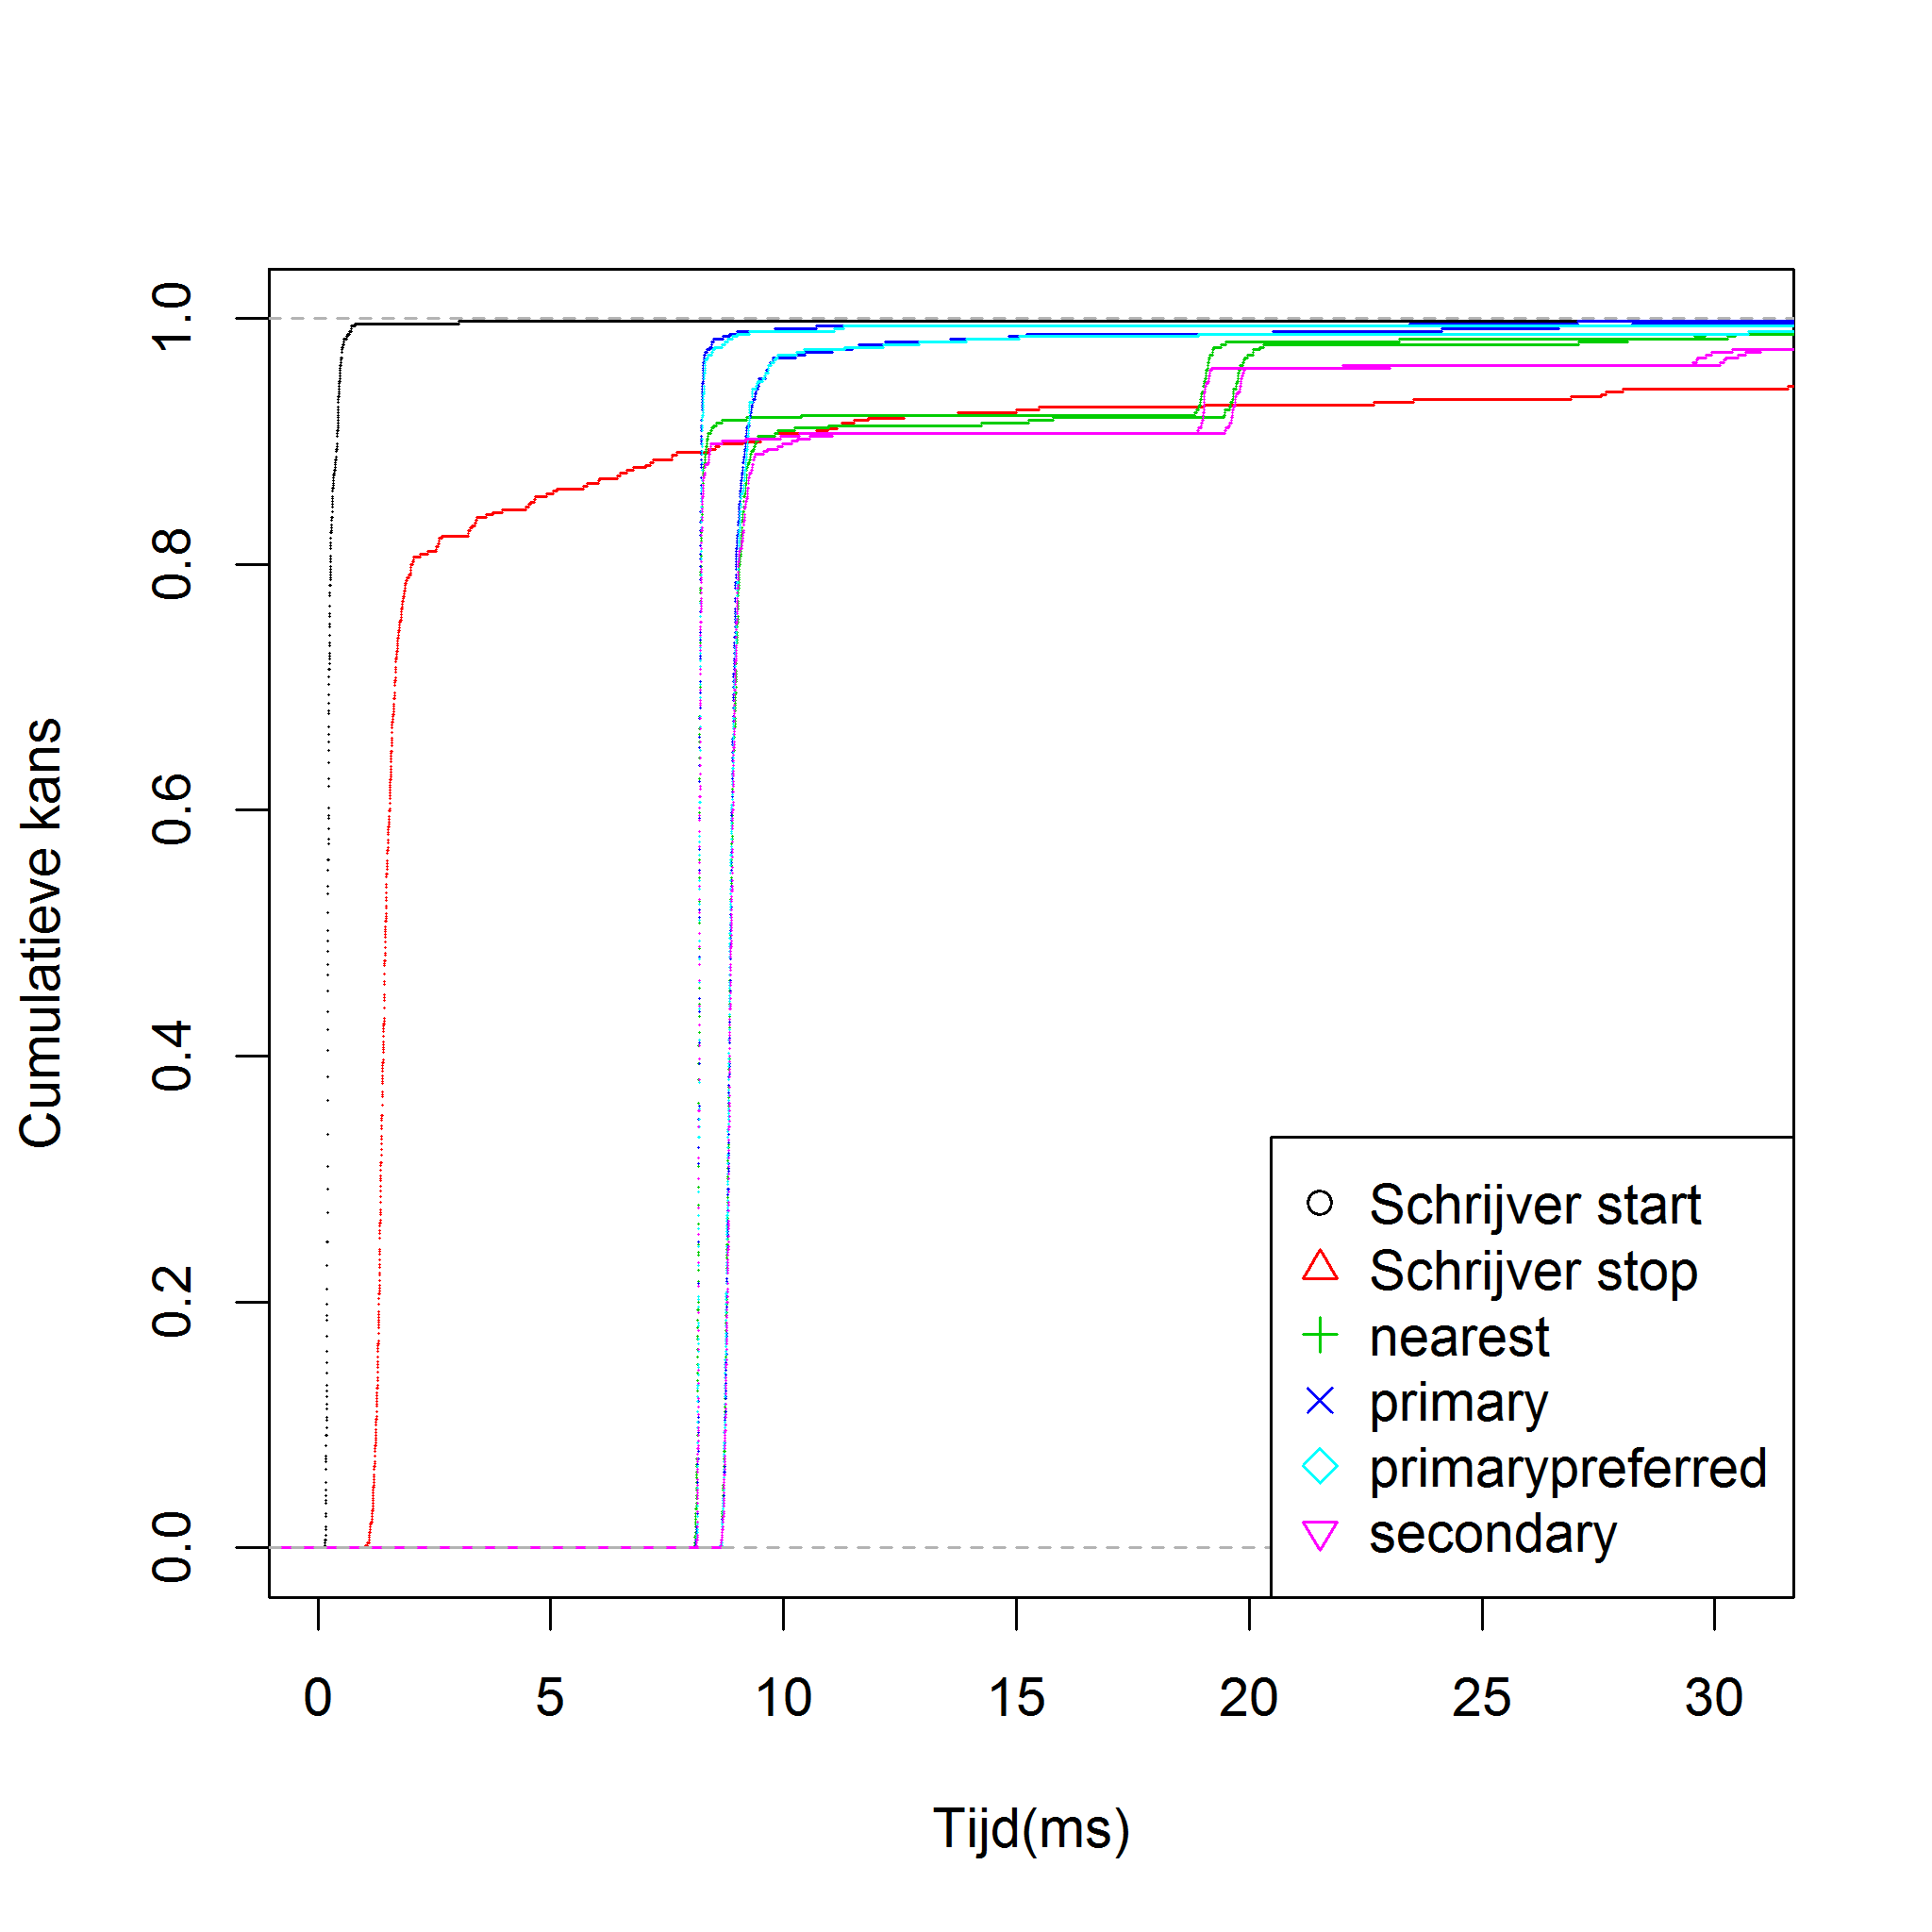 Cumulatieve kans
1.0
0.8
0.6
0.4
0.2
0.0
Schrijver start
Schrijver stop
nearest
primary
primarypreferred
secondary
0 5 10 15 20 25 30
Tijd(ms)